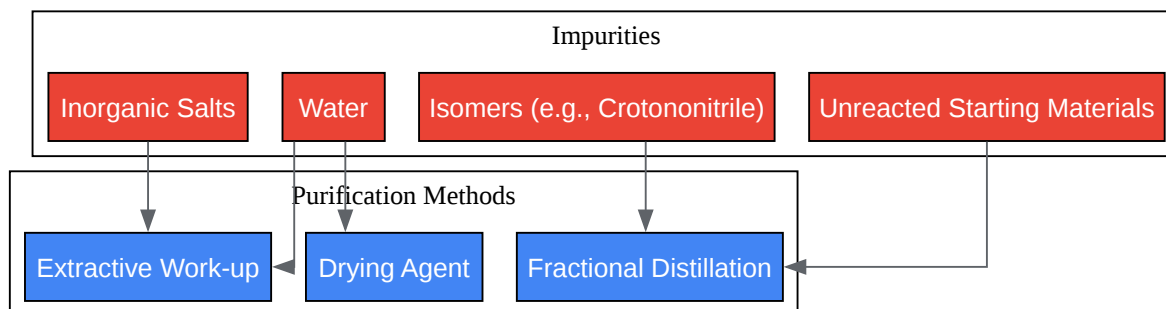 Impurities
Inorganic Salts
Water
Isomers (e.g., Crotononitrile)
Unreacted Starting Materials
Purification Methods
Extractive Work-up
Drying Agent
Fractional Distillation